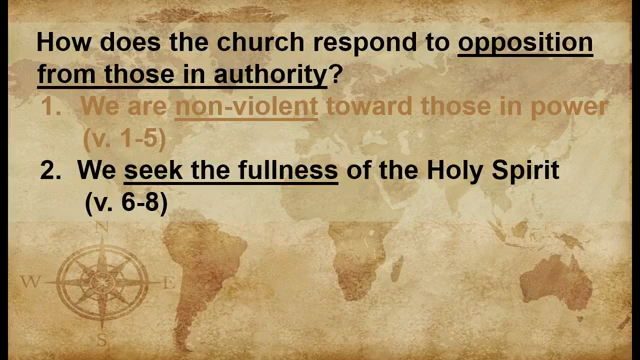 How does the church respond to opposition
from those in authority?
1. We are non-violent toward those in power
(v. 1-5)
2. We seek the fullness of the Holy Spirit
(v. 6-8)
N
W E
S